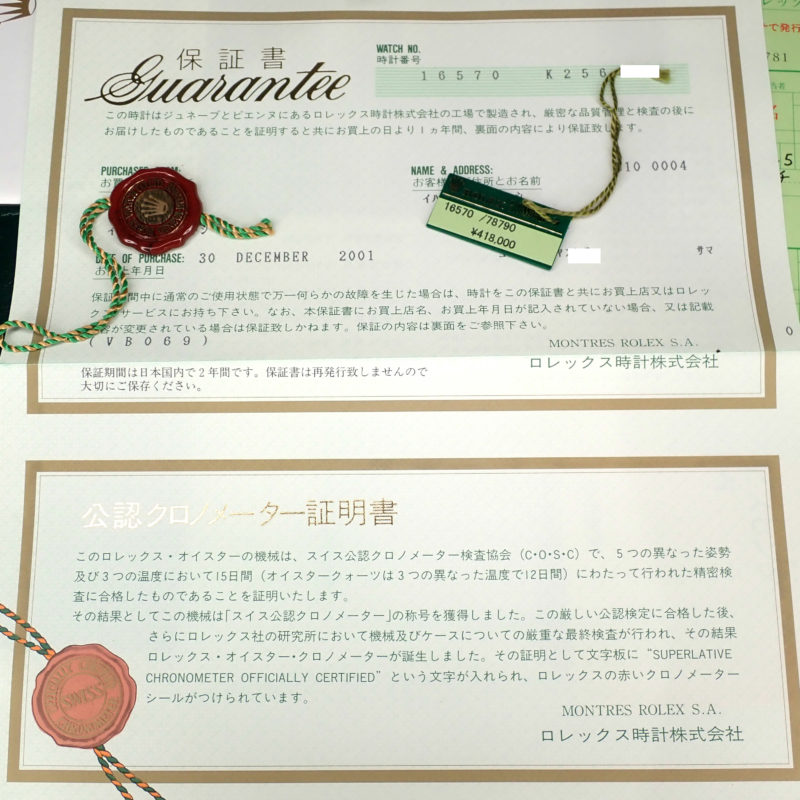 保証書
Guarantee
WATCH NO.
時計番号
16570 K256
この時計はジュネーブとビエンヌにあるロレックス時計株式会社の工場で製造され、厳密な品質管理と検査の後に
お届けしたものであることを証明すると共にお買上の日より1ヵ年間、裏面の内容により保証致します。
PURCHASED
お買
NAME & ADDRESS:
お客様 住所とお名前
10 0004
16570 /78790
¥418,000
サマ
OF PURCHASE: 30 DECEMBER 2001
お 上年月日
保証 間中に通常のご使用状態で万一何らかの故障を生じた場合は、時計をこの保証書と共にお買上店又はロレッ
ク サービスにお持ち下さい。なお、本保証書にお買上店名、お買上年月日が記入されていない場合、又は記載
容が変更されている場合は保証致しかねます。保証の内容は裏面をご参照下さい。
(VB069)
MONTRES ROLEX S.A.
ロレックス時計株式会社
保証期間は日本国内で2年間です。保証書は再発行致しませんので
大切にご保存ください。
公認クロノメーター証明書
このロレックス・オイスターの機械は、スイス公認クロノメーター検査協会(C・O・S・C)で、5つの異なった姿勢
及び3つの温度において15日間(オイスタークォーツは3つの異なった温度で12日間)にわたって行われた精密検
査に合格したものであることを証明いたします。
その結果としてこの機械は「スイス公認クロノメーター」の称号を獲得しました。この厳しい公認検定に合格した後、
さらにロレックス社の研究所において機械及びケースについての厳重な最終検査が行われ、その結果
ロレックス・オイスター・クロノメーターが誕生しました。その証明として文字板に “SUPERLATIVE
CHRONOMETER OFFICIALLY CERTIFIED” という文字が入れられ、ロレックスの赤いクロノメーター
シールがつけられています。
SWISS
MONTRES ROLEX S.A.
ロレックス時計株式会社